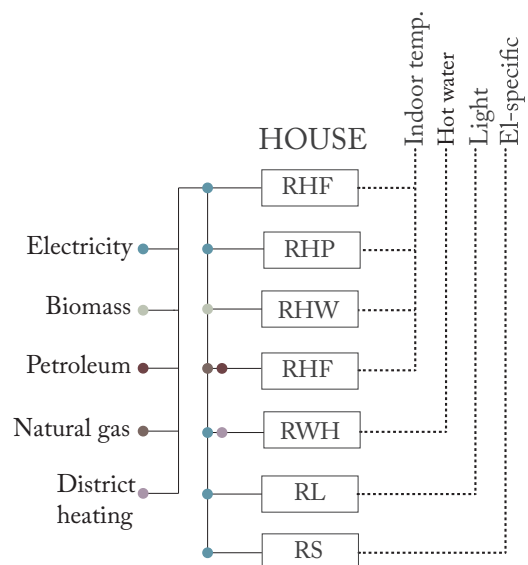 Indoor temp.
Hot water
Light
El-specific
HOUSE
RHF
Electricity
RHP
Biomass
RHW
Petroleum
RHF
Natural gas
RWH
District
heating
RL
RS